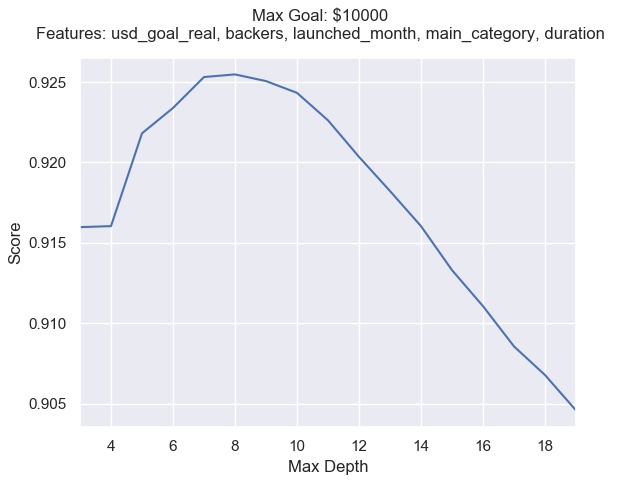 Max Goal: $10000
Features: usd_goal_real, backers, launched_month, main_category, duration
0.925
0.920
0.915
0.910
0.905
Score
4 6 8 10 12 14 16 18
Max Depth